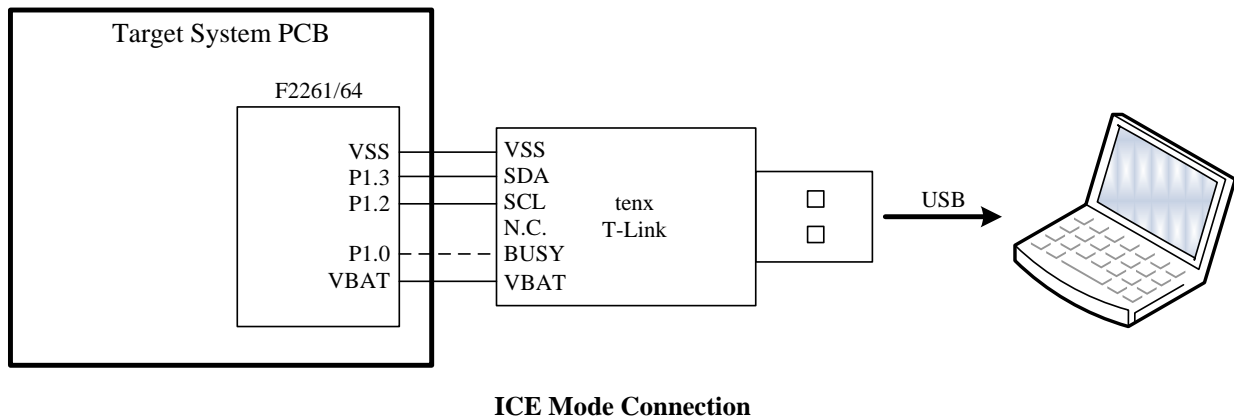 Target System PCB
F2261/64
VSS
P1.3
P1.2
P1.0
VBAT
VSS
SDA
SCL
N.C.
BUSY
VBAT
tenx
T-Link
USB
ICE Mode Connection